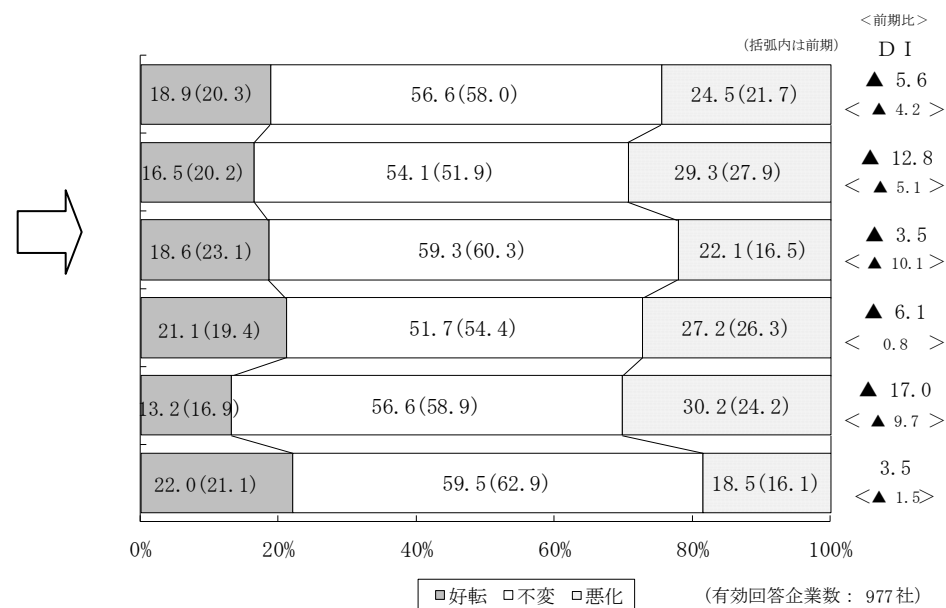 <前期比>
(括弧内は前期) ＤＩ
18.9(20.3) 56.6(58.0) 24.5(21.7) ▲ 5.6
< ▲ 4.2 >
16.5(20.2) 54.1(51.9) 29.3(27.9) ▲ 12.8
< ▲ 5.1 >
18.6(23.1) 59.3(60.3) 22.1(16.5) ▲ 3.5
< ▲ 10.1 >
21.1(19.4) 51.7(54.4) 27.2(26.3) ▲ 6.1
< 0.8 >
13.2(16.9) 56.6(58.9) 30.2(24.2) ▲ 17.0
< ▲ 9.7 >
22.0(21.1) 59.5(62.9) 18.5(16.1) 3.5
<▲ 1.5>
0% 20% 40% 60% 80% 100%
好転 不変 悪化 (有効回答企業数： 977社)